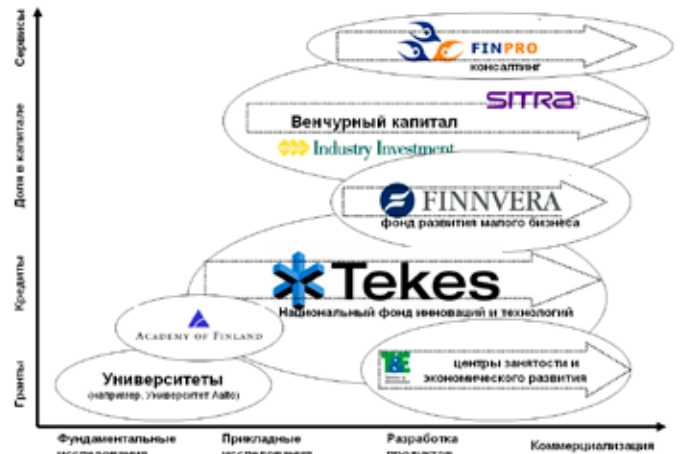 Сервисы
FINPRO
консалтинг
SITRA
Венчурный капитал
Industry Investment
Доля в капитале
FINNVERA
фонд развития малого бизнеса
Кредиты
Tekes
Национальный фонд инноваций и технологий
ACADEMY OF FINLAND
Гранты
Университеты
(например, Университет Аалто)
T&E
центры занятости и
экономического развития
Фундаментальные
Прикладные
Разработка
Коммерциализация